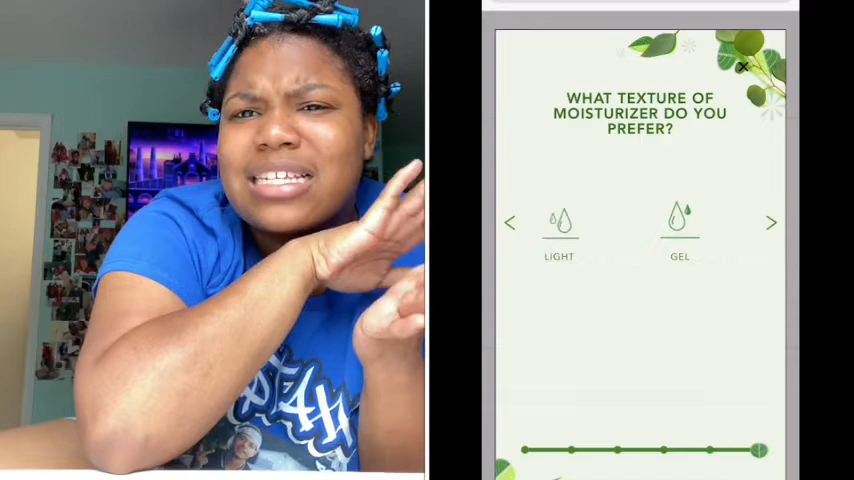 WHAT TEXTURE OF
MOISTURIZER DO YOU
PREFER?
LIGHT
GEL